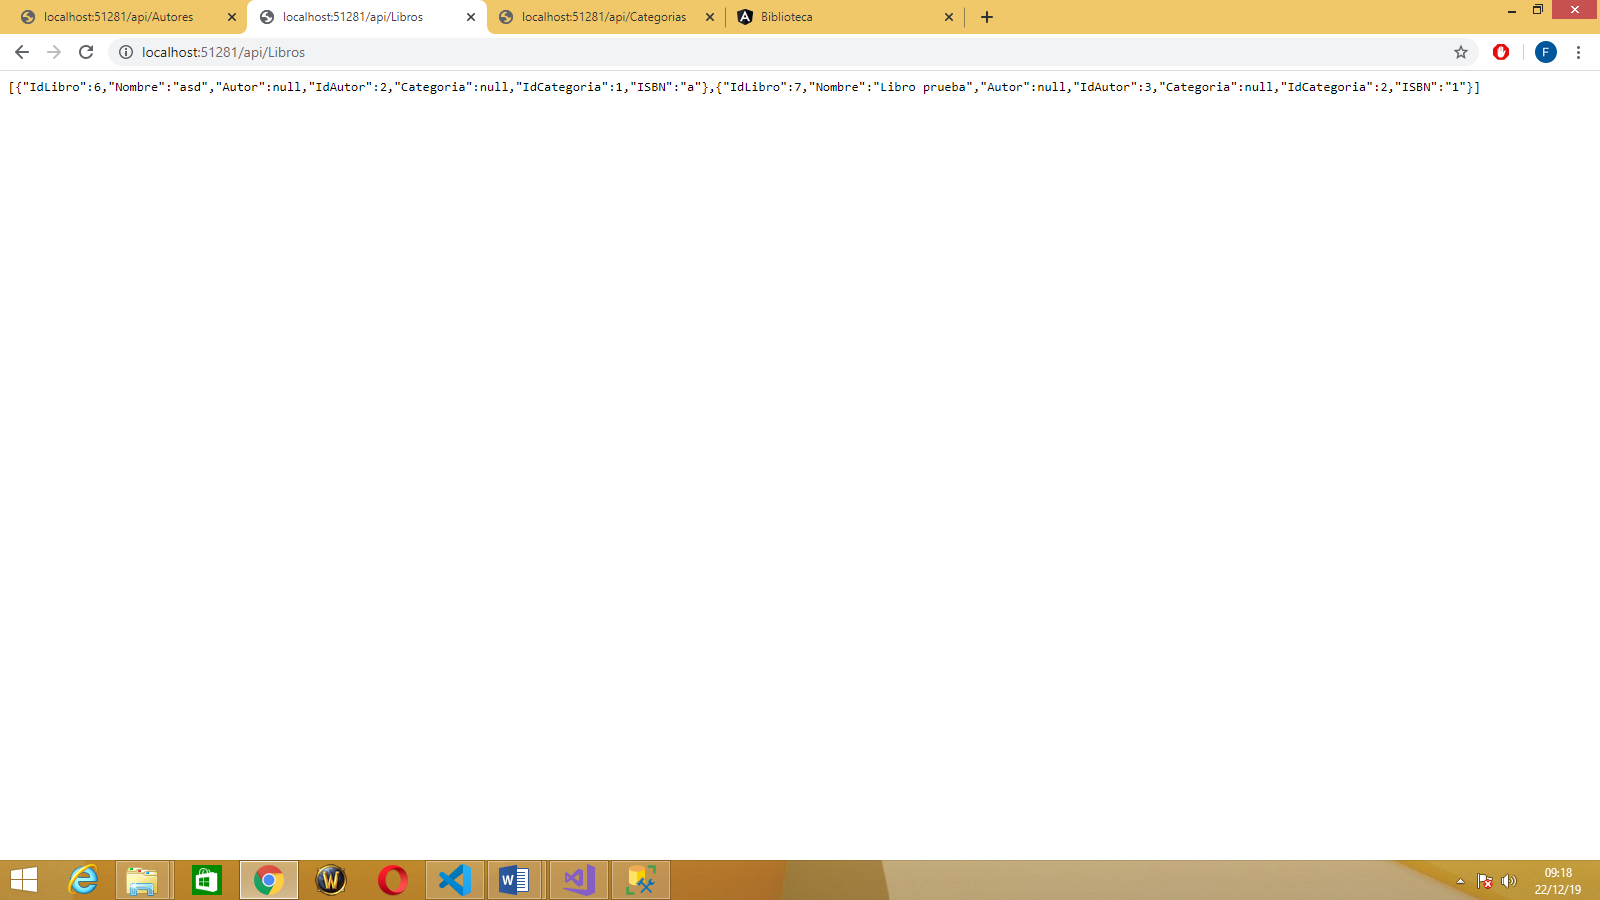 localhost:51281/api/Autores
localhost:51281/api/Libros
localhost:51281/api/Categorias
Biblioteca
localhost:51281/api/Libros
F
[{"IdLibro":6,"Nombre":"asd","Autor":null,"IdAutor":2,"Categoria":null,"IdCategoria":1,"ISBN":"a"},{"IdLibro":7,"Nombre":"Libro prueba","Autor":null,"IdAutor":3,"Categoria":null,"IdCategoria":2,"ISBN":"1"}]
09:18
22/12/19